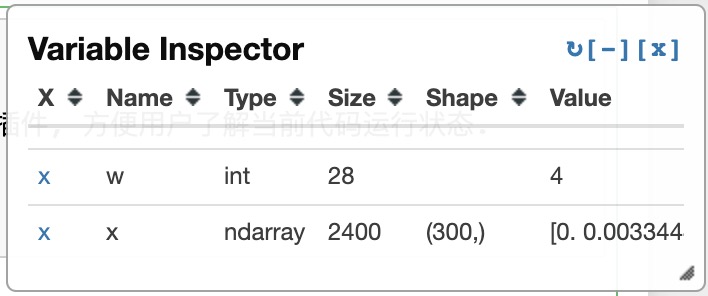 Variable Inspector ↻ [-] [x]
X Name Type Size Shape Value
插件，方便用户了解当前代码运行状态.
x w int 28 4
x x ndarray 2400 (300,) [0. 0.003344